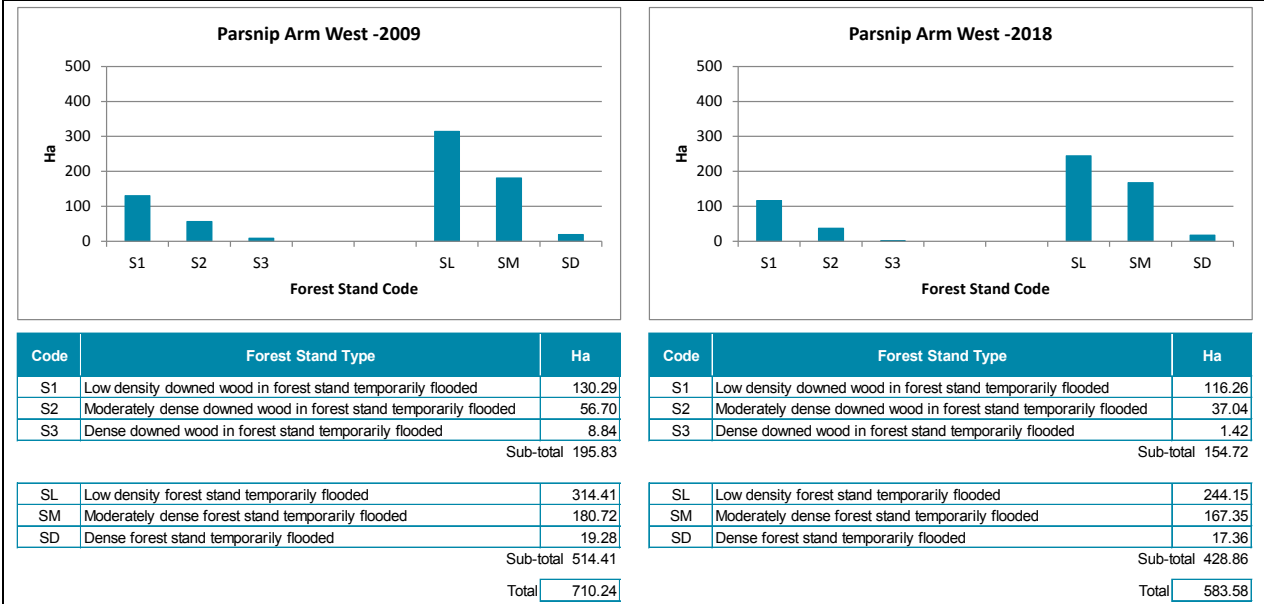 Parsnip Arm West -2009
500
400
300
200
100
0
Ha
S1 S2 S3 SL SM SD
Forest Stand Code
Code Forest Stand Type Ha
S1 Low density downed wood in forest stand temporarily flooded 130.29
S2 Moderately dense downed wood in forest stand temporarily flooded 56.70
S3 Dense downed wood in forest stand temporarily flooded 8.84
Sub-total 195.83
SL Low density forest stand temporarily flooded 314.41
SM Moderately dense forest stand temporarily flooded 180.72
SD Dense forest stand temporarily flooded 19.28
Sub-total 514.41
Total 710.24
Parsnip Arm West -2018
500
400
300
200
100
0
Ha
S1 S2 S3 SL SM SD
Forest Stand Code
Code Forest Stand Type Ha
S1 Low density downed wood in forest stand temporarily flooded 116.26
S2 Moderately dense downed wood in forest stand temporarily flooded 37.04
S3 Dense downed wood in forest stand temporarily flooded 1.42
Sub-total 154.72
SL Low density forest stand temporarily flooded 244.15
SM Moderately dense forest stand temporarily flooded 167.35
SD Dense forest stand temporarily flooded 17.36
Sub-total 428.86
Total 583.58